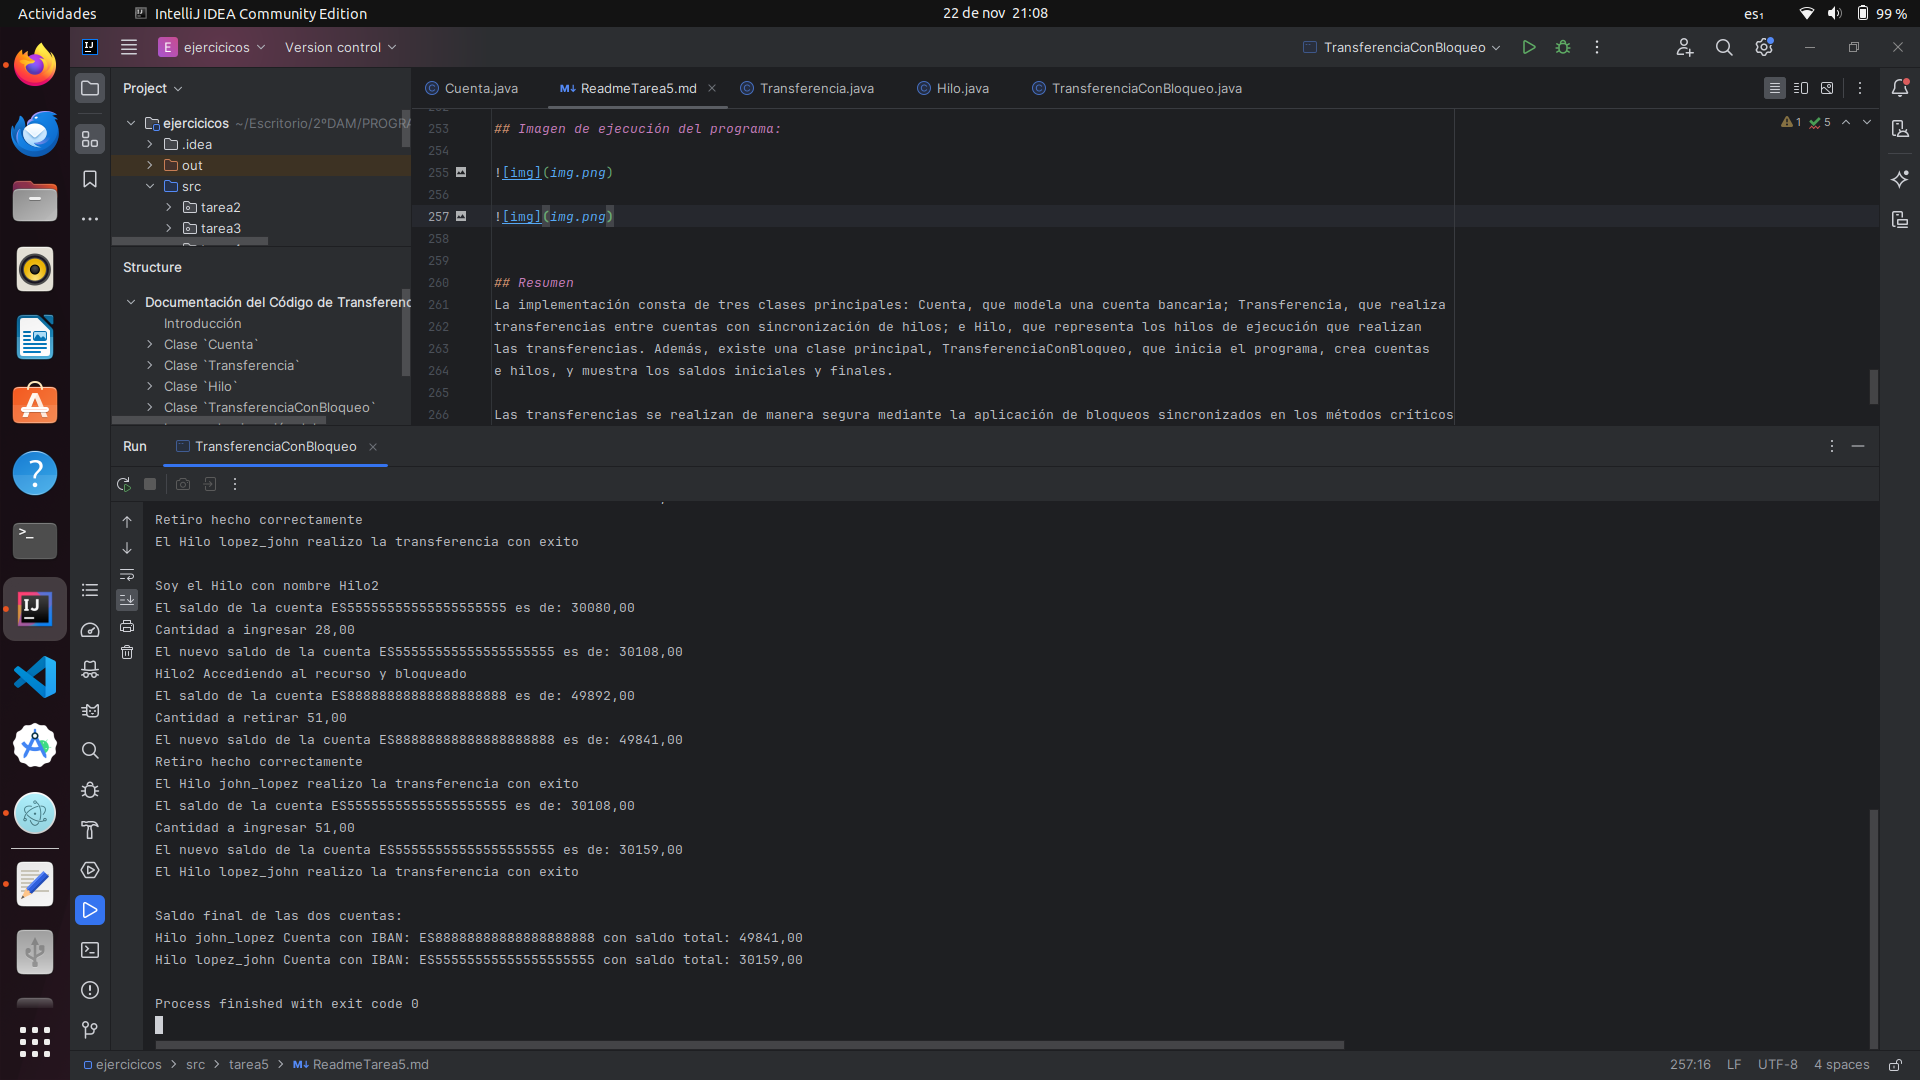 Actividades
IntelliJ IDEA Community Edition
22 de nov 21:08
es₁
99 %
E ejercicicos
Version control
TransferenciaConBloqueo
Project
ejercicicos ~/Escritorio/2ºDAM/PROGRA
.idea
out
src
tarea2
tarea3
Structure
Documentación del Código de Transferenc
Introducción
Clase `Cuenta`
Clase `Transferencia`
Clase `Hilo`
Clase `TransferenciaConBloqueo`
Cuenta.java
M↓ ReadmeTarea5.md
Transferencia.java
Hilo.java
TransferenciaConBloqueo.java
1 5
253 ## Imagen de ejecución del programa:
254
255 ![img](img.png)
256
257 ![img](img.png)
258
259
260 ## Resumen
261 La implementación consta de tres clases principales: Cuenta, que modela una cuenta bancaria; Transferencia, que realiza
262 transferencias entre cuentas con sincronización de hilos; e Hilo, que representa los hilos de ejecución que realizan
263 las transferencias. Además, existe una clase principal, TransferenciaConBloqueo, que inicia el programa, crea cuentas
264 e hilos, y muestra los saldos iniciales y finales.
265
266 Las transferencias se realizan de manera segura mediante la aplicación de bloqueos sincronizados en los métodos críticos
Run
TransferenciaConBloqueo
Retiro hecho correctamente
El Hilo lopez_john realizo la transferencia con exito
Soy el Hilo con nombre Hilo2
El saldo de la cuenta ES55555555555555555555 es de: 30080,00
Cantidad a ingresar 28,00
El nuevo saldo de la cuenta ES55555555555555555555 es de: 30108,00
Hilo2 Accediendo al recurso y bloqueado
El saldo de la cuenta ES88888888888888888888 es de: 49892,00
Cantidad a retirar 51,00
El nuevo saldo de la cuenta ES88888888888888888888 es de: 49841,00
Retiro hecho correctamente
El Hilo john_lopez realizo la transferencia con exito
El saldo de la cuenta ES55555555555555555555 es de: 30108,00
Cantidad a ingresar 51,00
El nuevo saldo de la cuenta ES55555555555555555555 es de: 30159,00
El Hilo lopez_john realizo la transferencia con exito
Saldo final de las dos cuentas:
Hilo john_lopez Cuenta con IBAN: ES88888888888888888888 con saldo total: 49841,00
Hilo lopez_john Cuenta con IBAN: ES55555555555555555555 con saldo total: 30159,00
Process finished with exit code 0
ejercicicos > src > tarea5 > M↓ ReadmeTarea5.md
257:16
LF
UTF-8
4 spaces